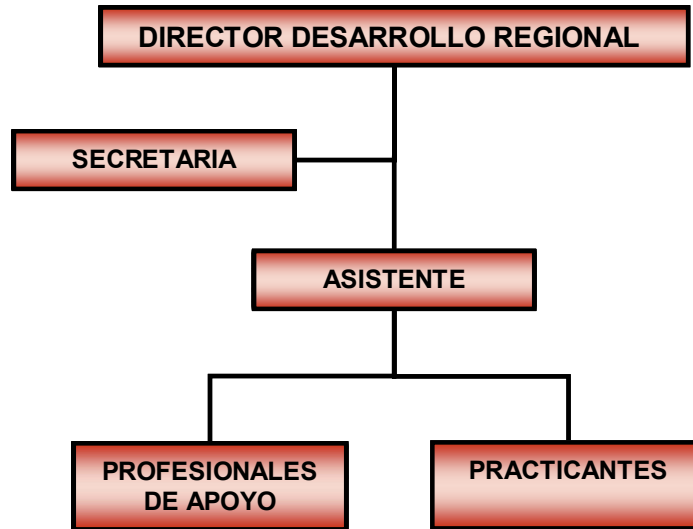 DIRECTOR DESARROLLO REGIONAL
SECRETARIA
ASISTENTE
PROFESIONALES
DE APOYO
PRACTICANTES